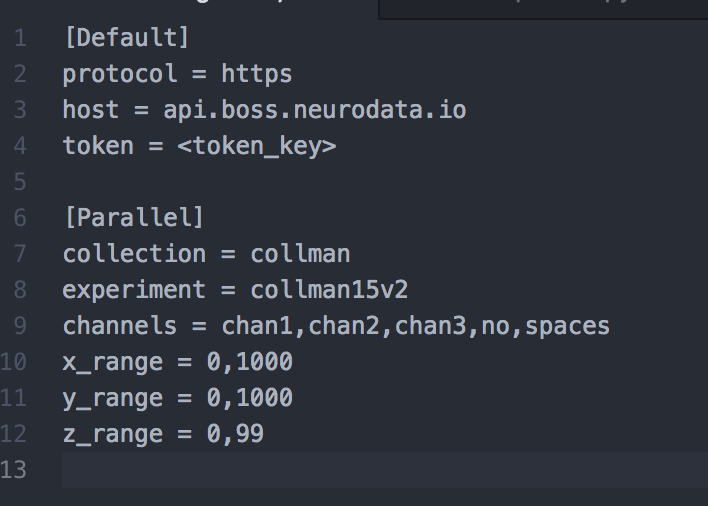 1 [Default]
2 protocol = https
3 host = api.boss.neurodata.io
4 token = <token_key>
5
6 [Parallel]
7 collection = collman
8 experiment = collman15v2
9 channels = chan1,chan2,chan3,no,spaces
10 x_range = 0,1000
11 y_range = 0,1000
12 z_range = 0,99
13